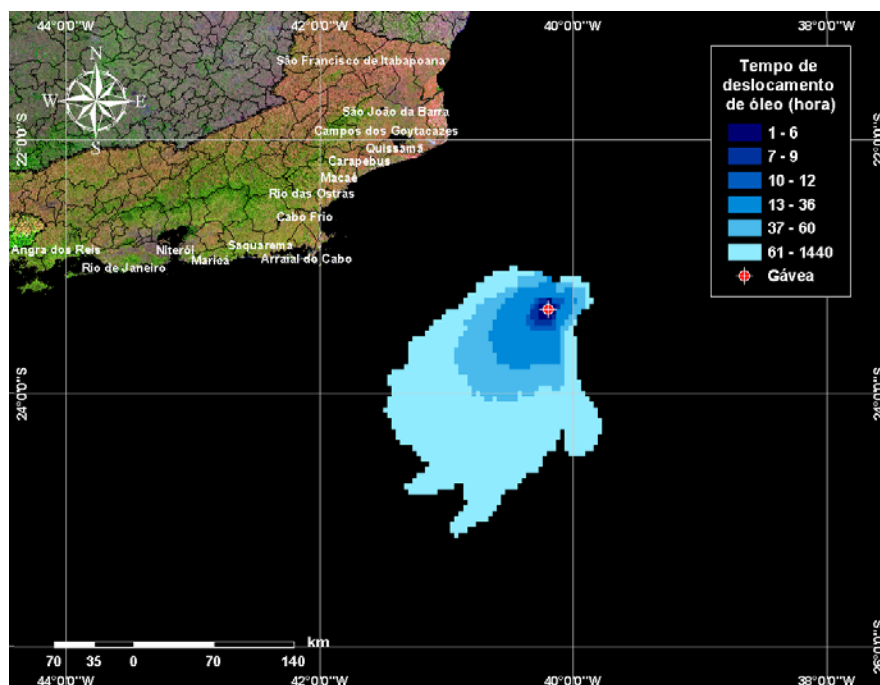 44°0'0"W
42°0'0"W
40°0'0"W
38°0'0"W
N
W
E
S
São Francisco de Itabapoana
São João da Barra
Campos dos Goytacazes
Quissamã
Carapebus
Macaé
Rio das Ostras
Cabo Frio
Saquarema
Angra dos Reis
Niterói
Maricá
Arraial do Cabo
Rio de Janeiro
Tempo de
deslocamento
de óleo (hora)
1 - 6
7 - 9
10 - 12
13 - 36
37 - 60
61 - 1440
Gávea
22°0'0"S
22°0'0"S
24°0'0"S
24°0'0"S
26°0'0"S
km
70 35 0 70 140
44°0'0"W
42°0'0"W
40°0'0"W
38°0'0"W